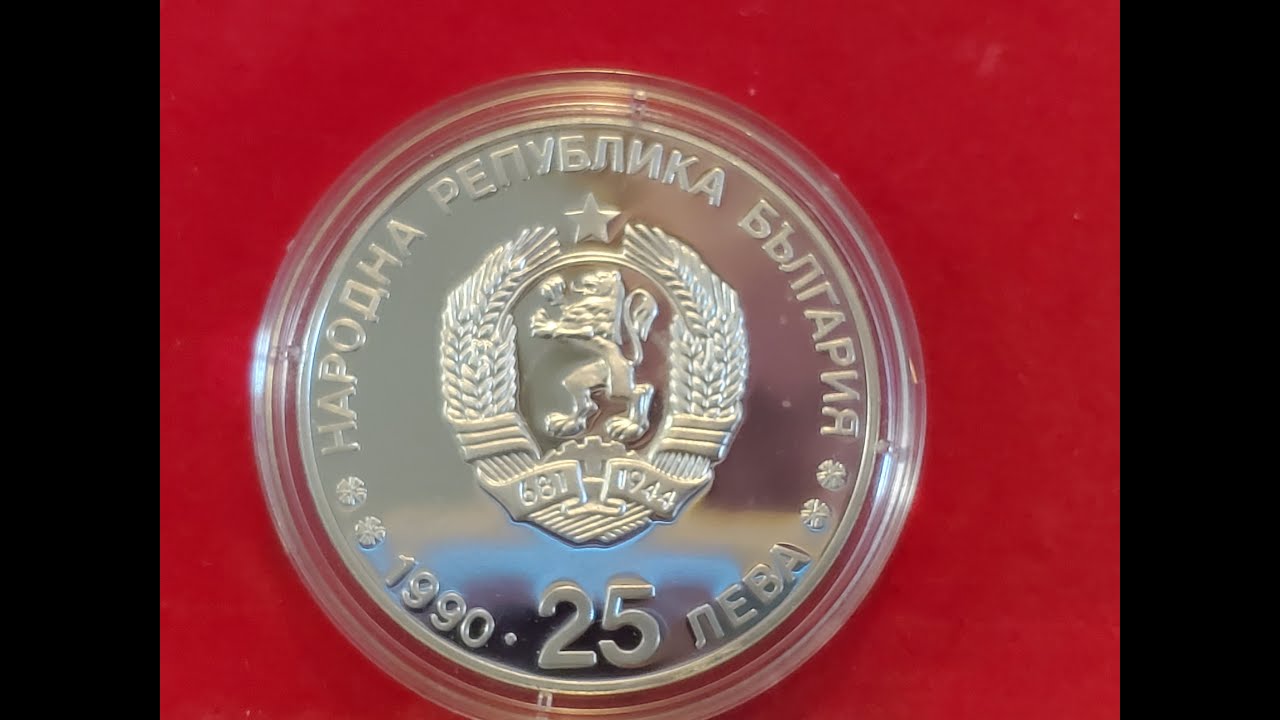 НАРОДНА РЕПУБЛИКА БЪЛГАРИЯ
681 1944
1990 · 25 ЛЕВА